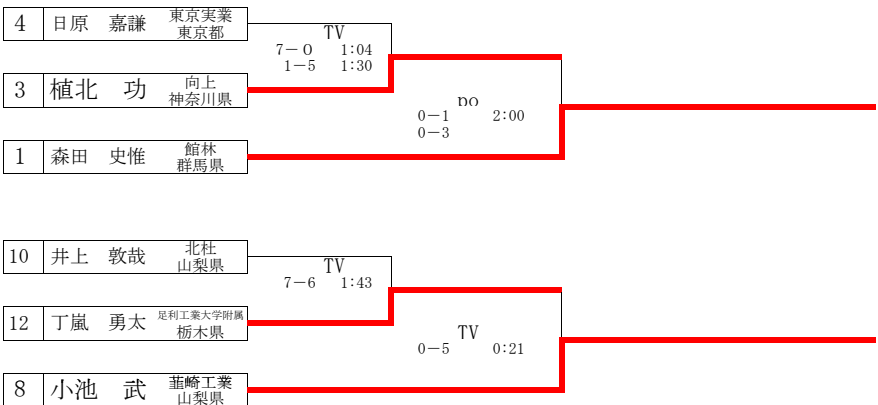 4 日原 嘉謙 東京実業
東京都
TV
7－0 1:04
1－5 1:30
3 植北 功 向上
神奈川県
po
0－1 2:00
0－3
1 森田 史惟 館林
群馬県
10 井上 敦哉 北杜
山梨県
TV
7－6 1:43
12 丁嵐 勇太 足利工業大学附属
栃木県
TV
0－5 0:21
8 小池 武 韮崎工業
山梨県